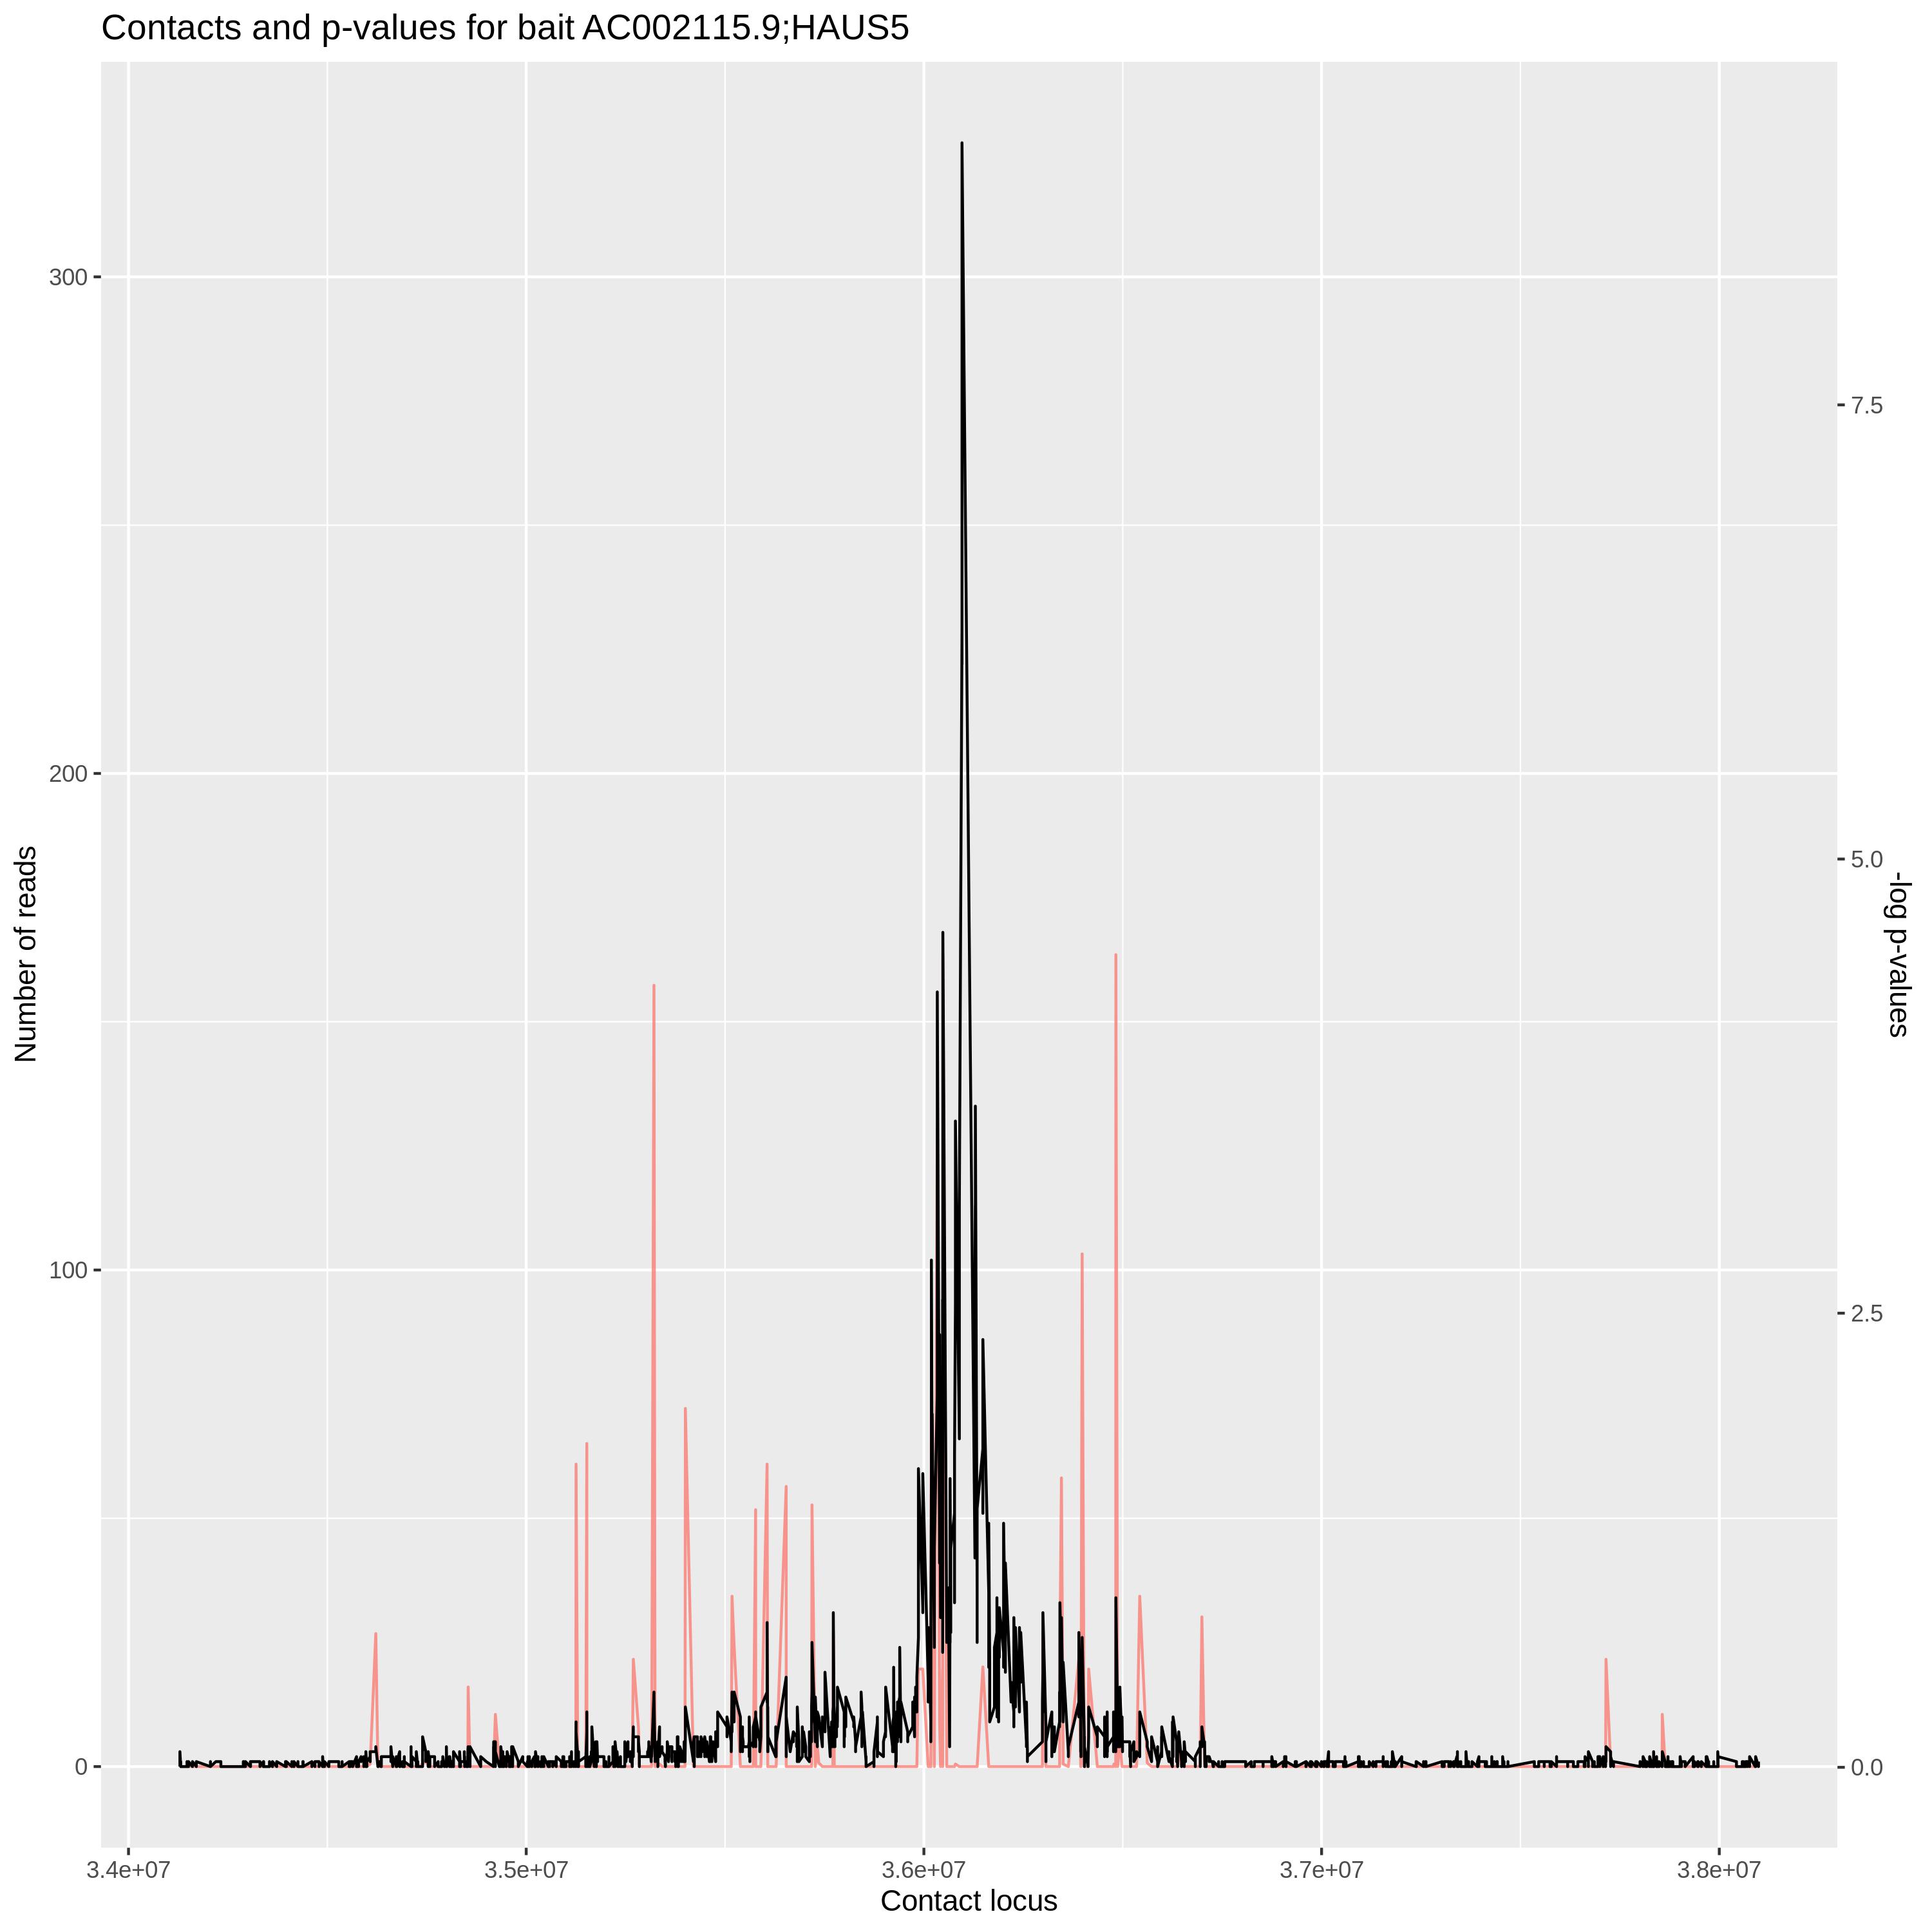 Contacts and p-values for bait AC002115.9;HAUS5
Number of reads
300
200
100
0
7.5
5.0
2.5
0.0
-log p-values
3.4e+07
3.5e+07
3.6e+07
3.7e+07
3.8e+07
Contact locus